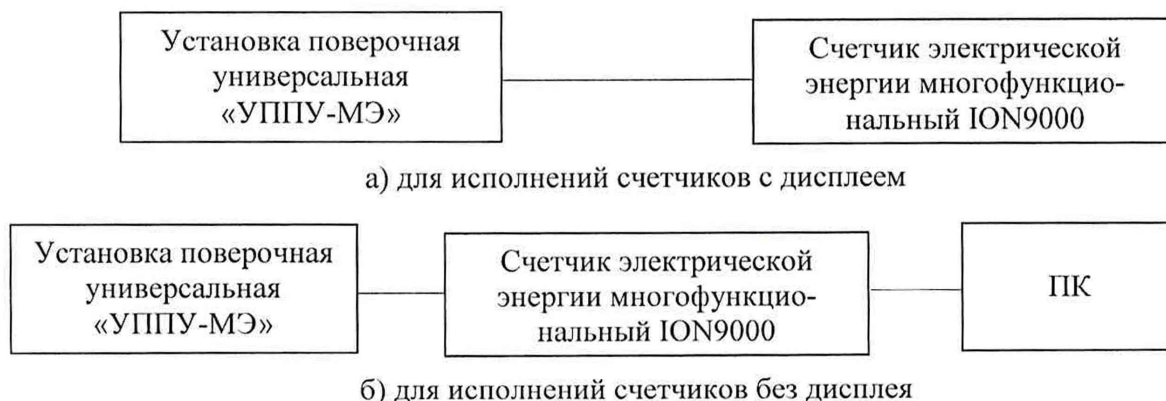 Установка поверочная
универсальная
«УППУ-МЭ»
Счетчик электрической
энергии многофункцио-
нальный ION9000
а) для исполнений счетчиков с дисплеем
Установка поверочная
универсальная
«УППУ-МЭ»
Счетчик электрической
энергии многофункцио-
нальный ION9000
ПК
б) для исполнений счетчиков без дисплея